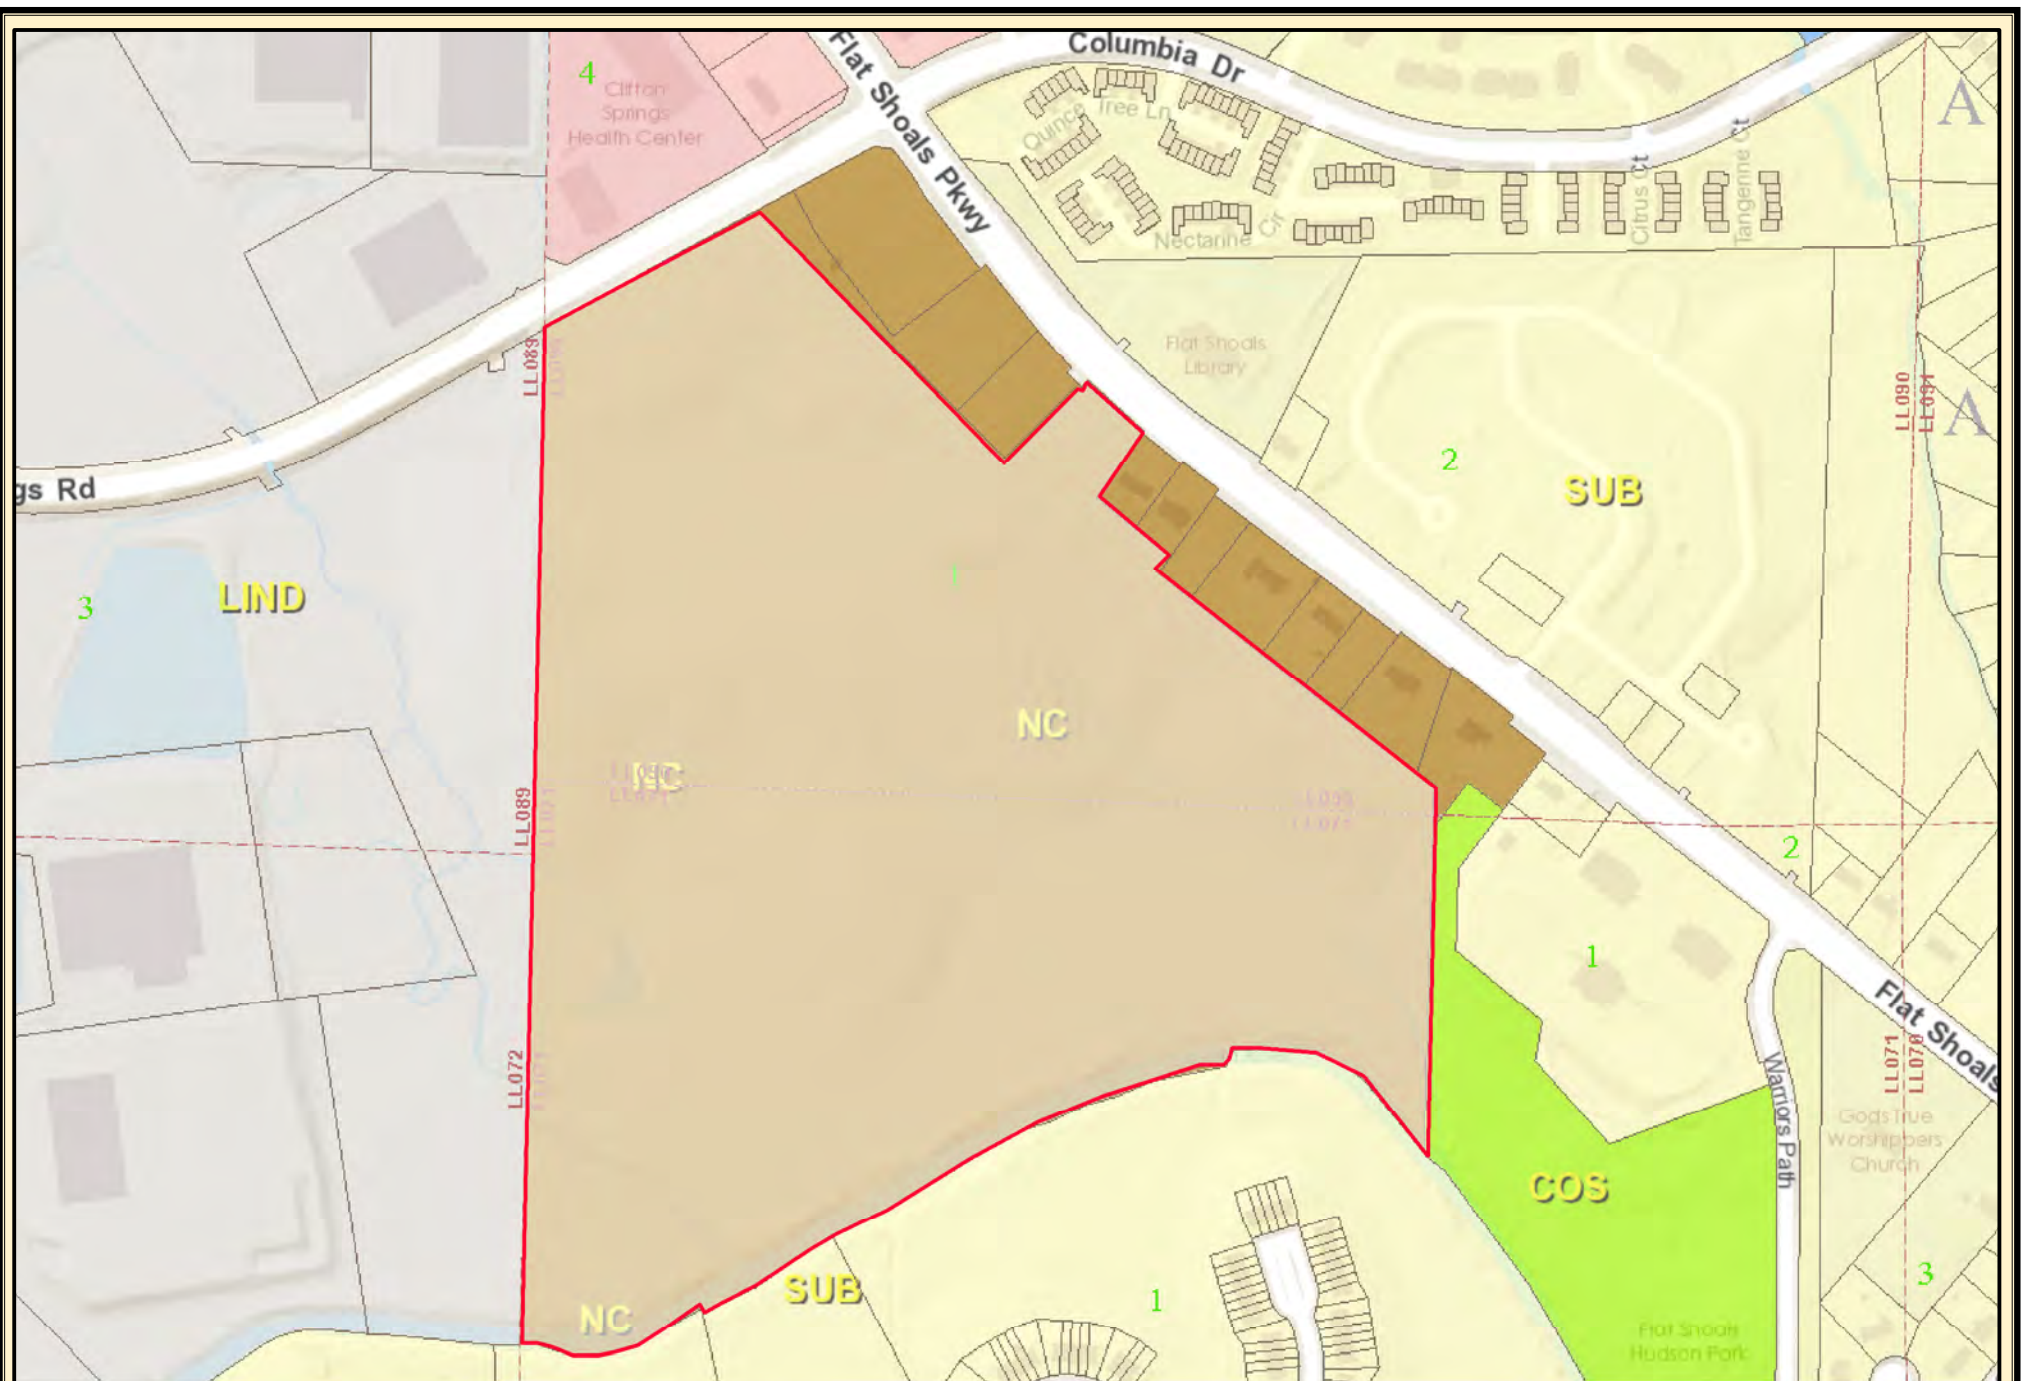 Columbia Dr
Flat Shoals Pkwy
4
Clifton
Springs
Health Center
Quince Tree Ln
A
Citrus Ct
Tangerine Ct
Nectarine Cir
Flat Shoals
Library
LL089
LL090
LL091
A
2
SUB
gs Rd
LIND
3
1
NC
NC
LL089
LL071
2
1
Flat Shoals
LL072
LL071
LL070
Warriors Path
Gods True
Worshippers
Church
COS
SUB
NC
1
3
Flat Shoals
Hudson Park